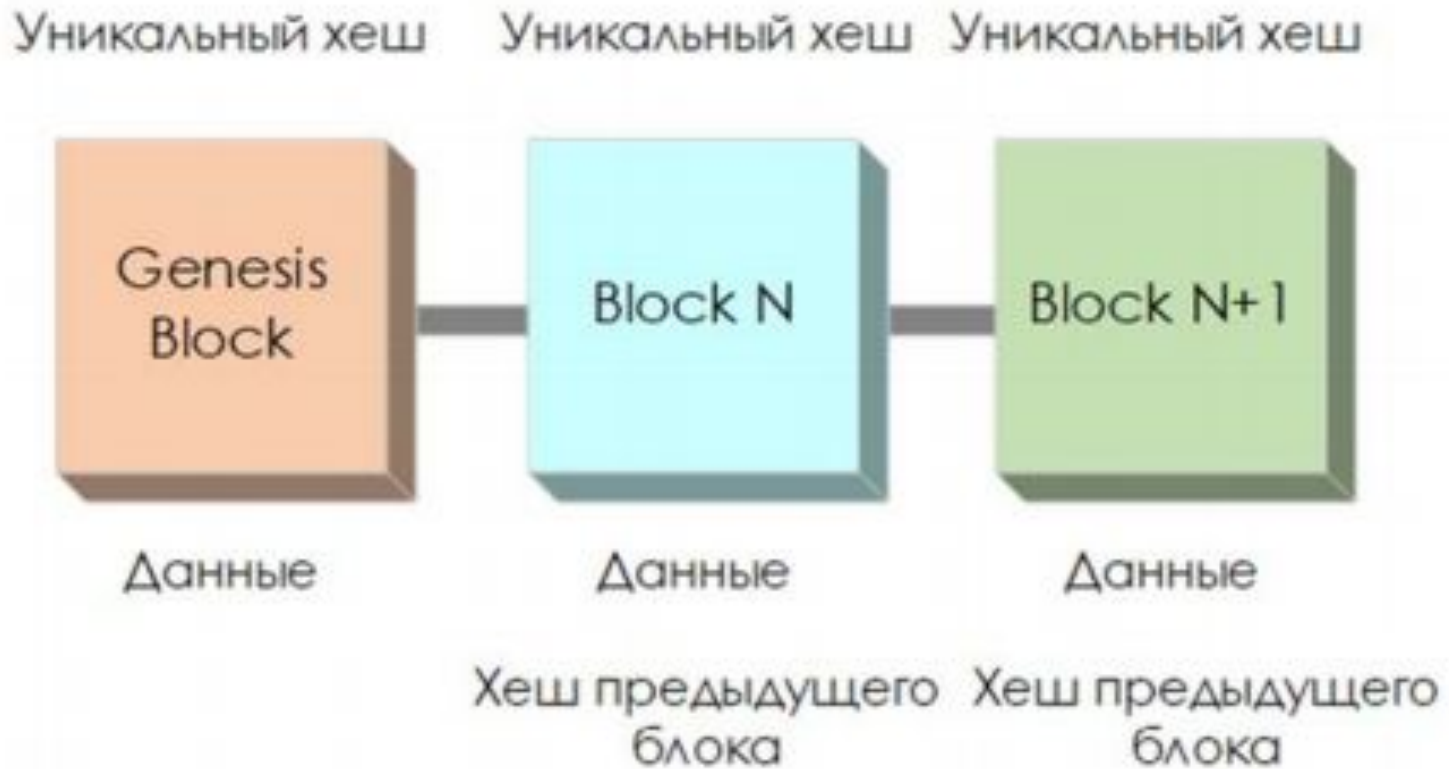 Уникальный хеш Уникальный хеш Уникальный хеш
Genesis
Block
Block N
Block N+1
Данные Данные Данные
Хеш предыдущего
блока
Хеш предыдущего
блока